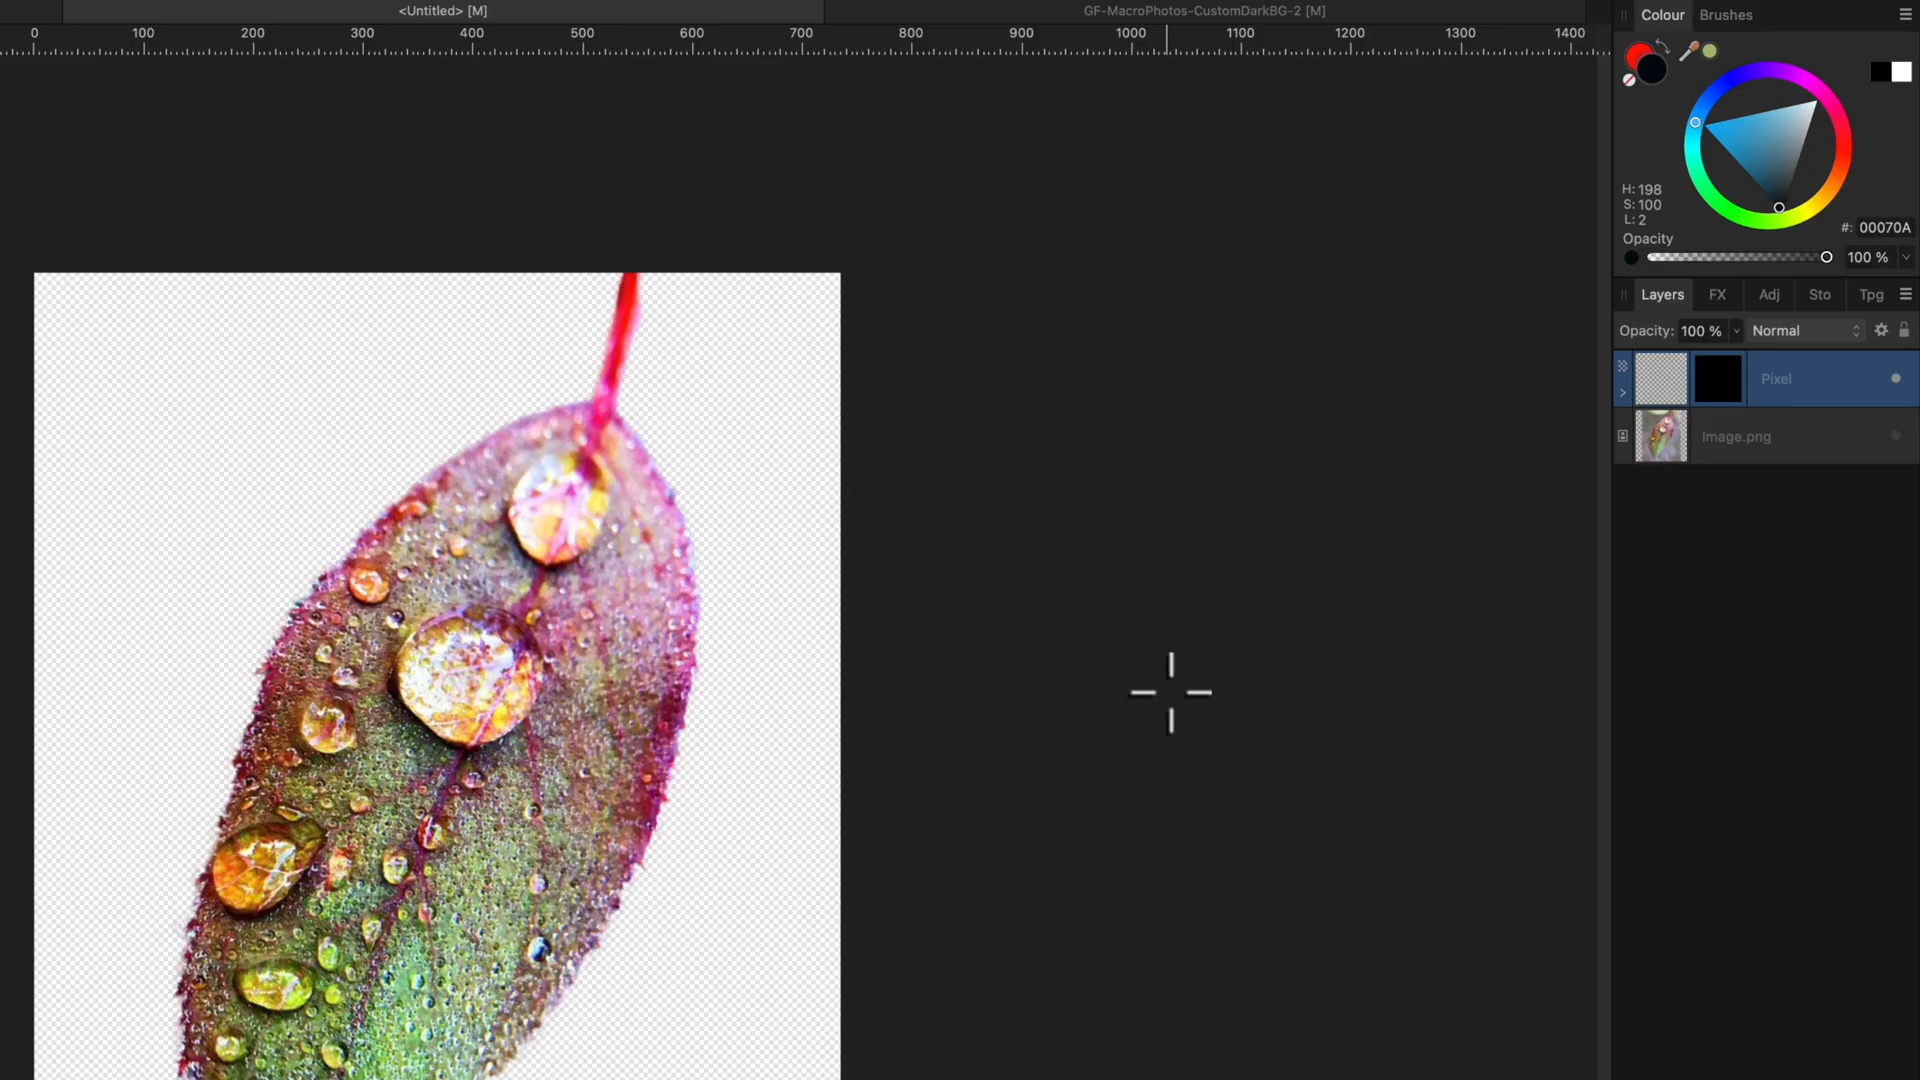 <Untitled> [M]
GF-MacroPhotos-CustomDarkBG-2 [M]
0 100 200 300 400 500 600 700 800 900 1000 1100 1200 1300 1400
Colour Brushes
H: 198
S: 100
L: 2
#: 00070A
Opacity
100 %
Layers FX Adj Sto Tpg
Opacity: 100 % Normal
Pixel
Image.png